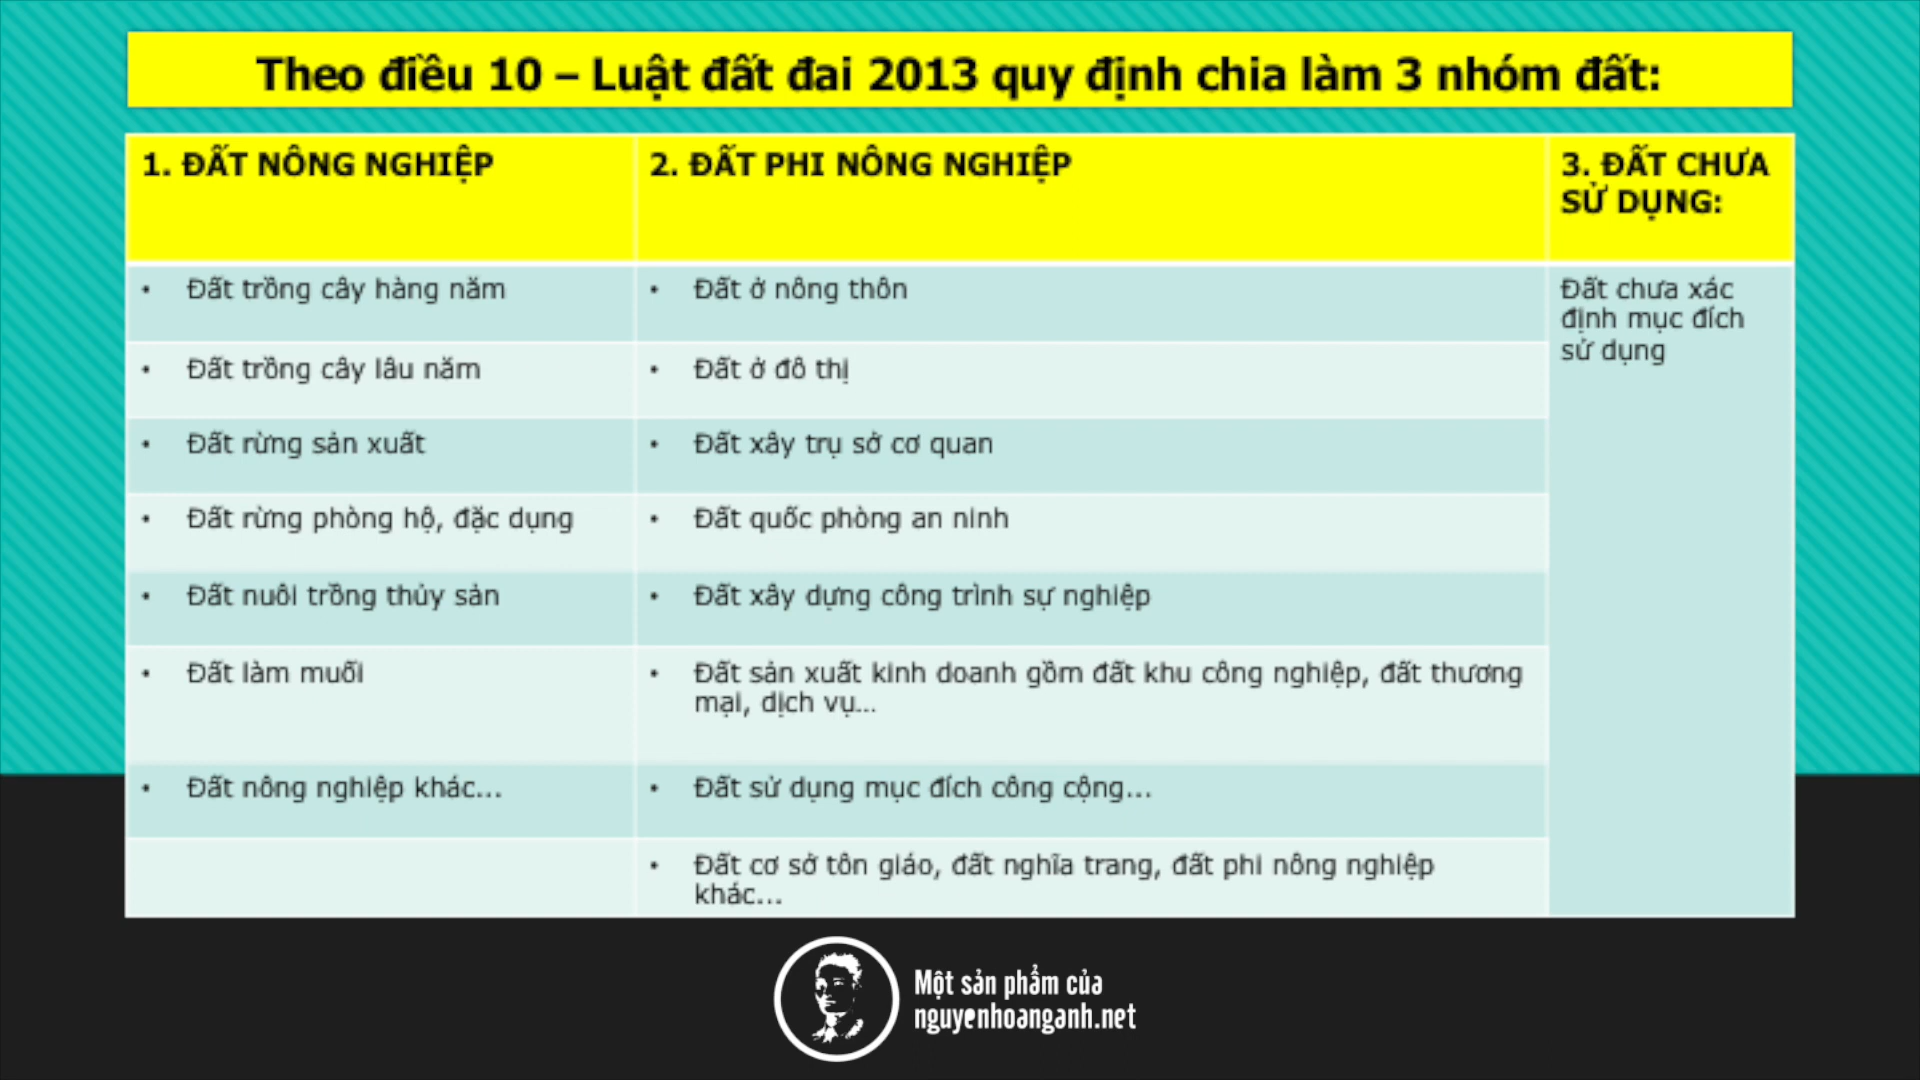 Theo điều 10 – Luật đất đai 2013 quy định chia làm 3 nhóm đất:
1. ĐẤT NÔNG NGHIỆP
2. ĐẤT PHI NÔNG NGHIỆP
3. ĐẤT CHƯA
SỬ DỤNG:
• Đất trồng cây hàng năm
• Đất ở nông thôn
Đất chưa xác
định mục đích
sử dụng
• Đất trồng cây lâu năm
• Đất ở đô thị
• Đất rừng sản xuất
• Đất xây trụ sở cơ quan
• Đất rừng phòng hộ, đặc dụng
• Đất quốc phòng an ninh
• Đất nuôi trồng thủy sản
• Đất xây dựng công trình sự nghiệp
• Đất làm muối
• Đất sản xuất kinh doanh gồm đất khu công nghiệp, đất thương
mại, dịch vụ...
• Đất nông nghiệp khác...
• Đất sử dụng mục đích công cộng...
• Đất cơ sở tôn giáo, đất nghĩa trang, đất phi nông nghiệp
khác...
Một sản phẩm của
nguyenhoanganh.net